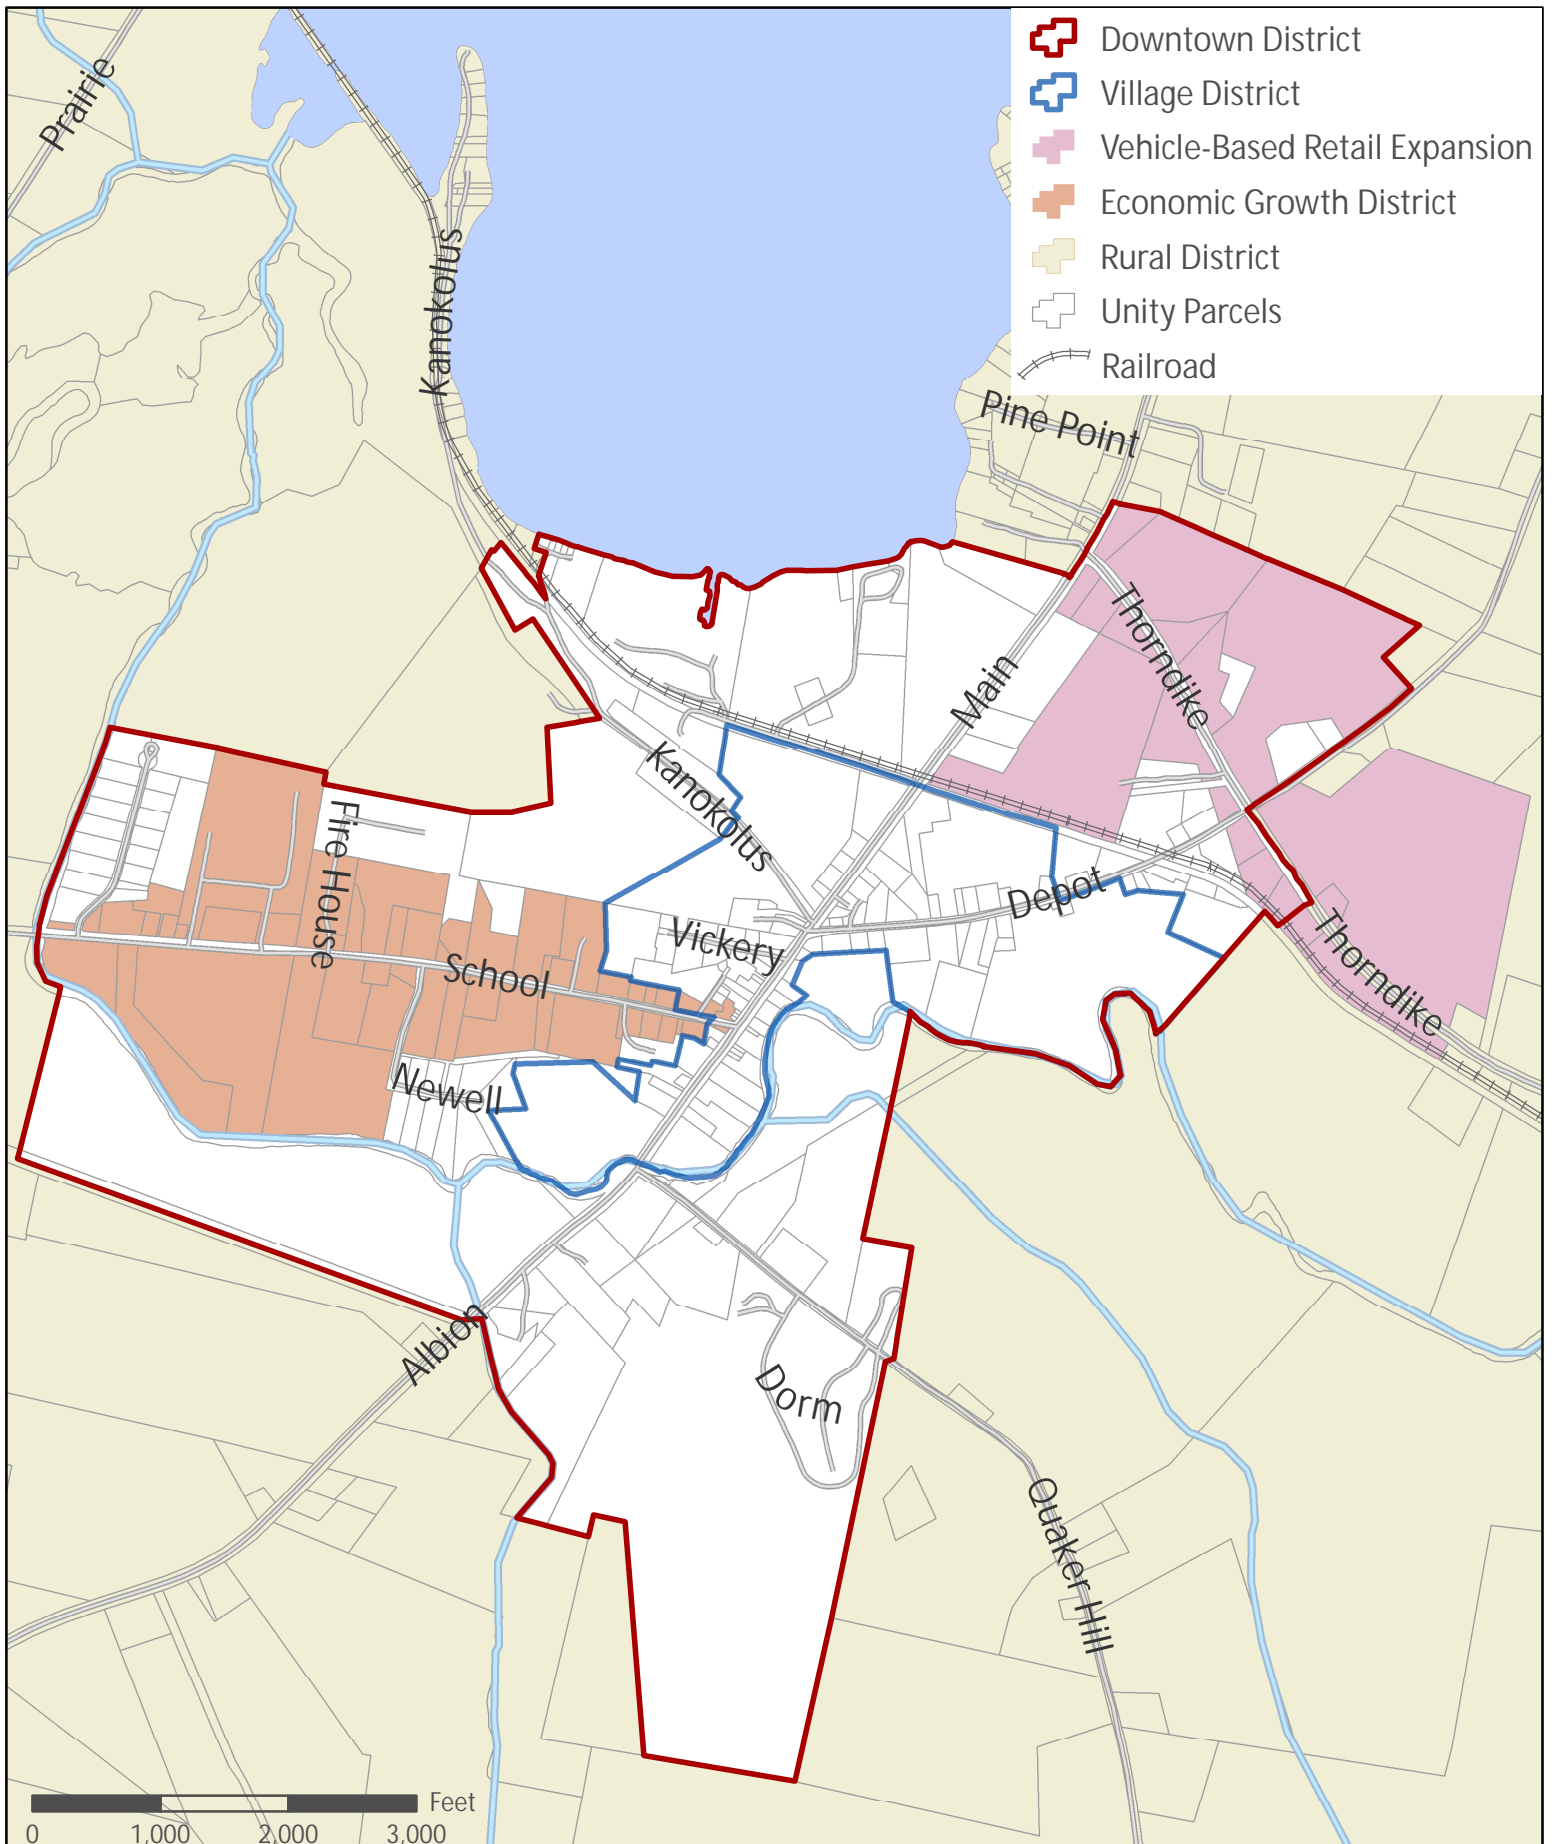 Downtown District
Village District
Vehicle-Based Retail Expansion
Economic Growth District
Rural District
Unity Parcels
Railroad
Prairie
Kanokolus
Pine Point
Thorndike
Main
Kanokolus
Fire House
Depot
Vickery
School
Thorndike
Newell
Albion
Dorm
Quaker Hill
Feet
0 1,000 2,000 3,000